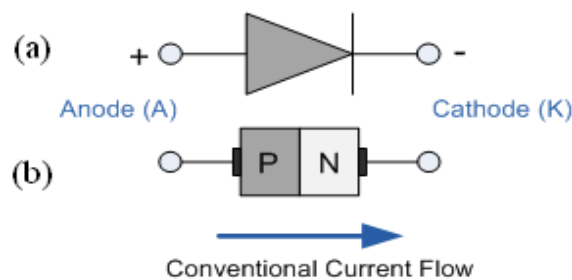 (a)
+ -
Anode (A) Cathode (K)
(b)
P N
Conventional Current Flow